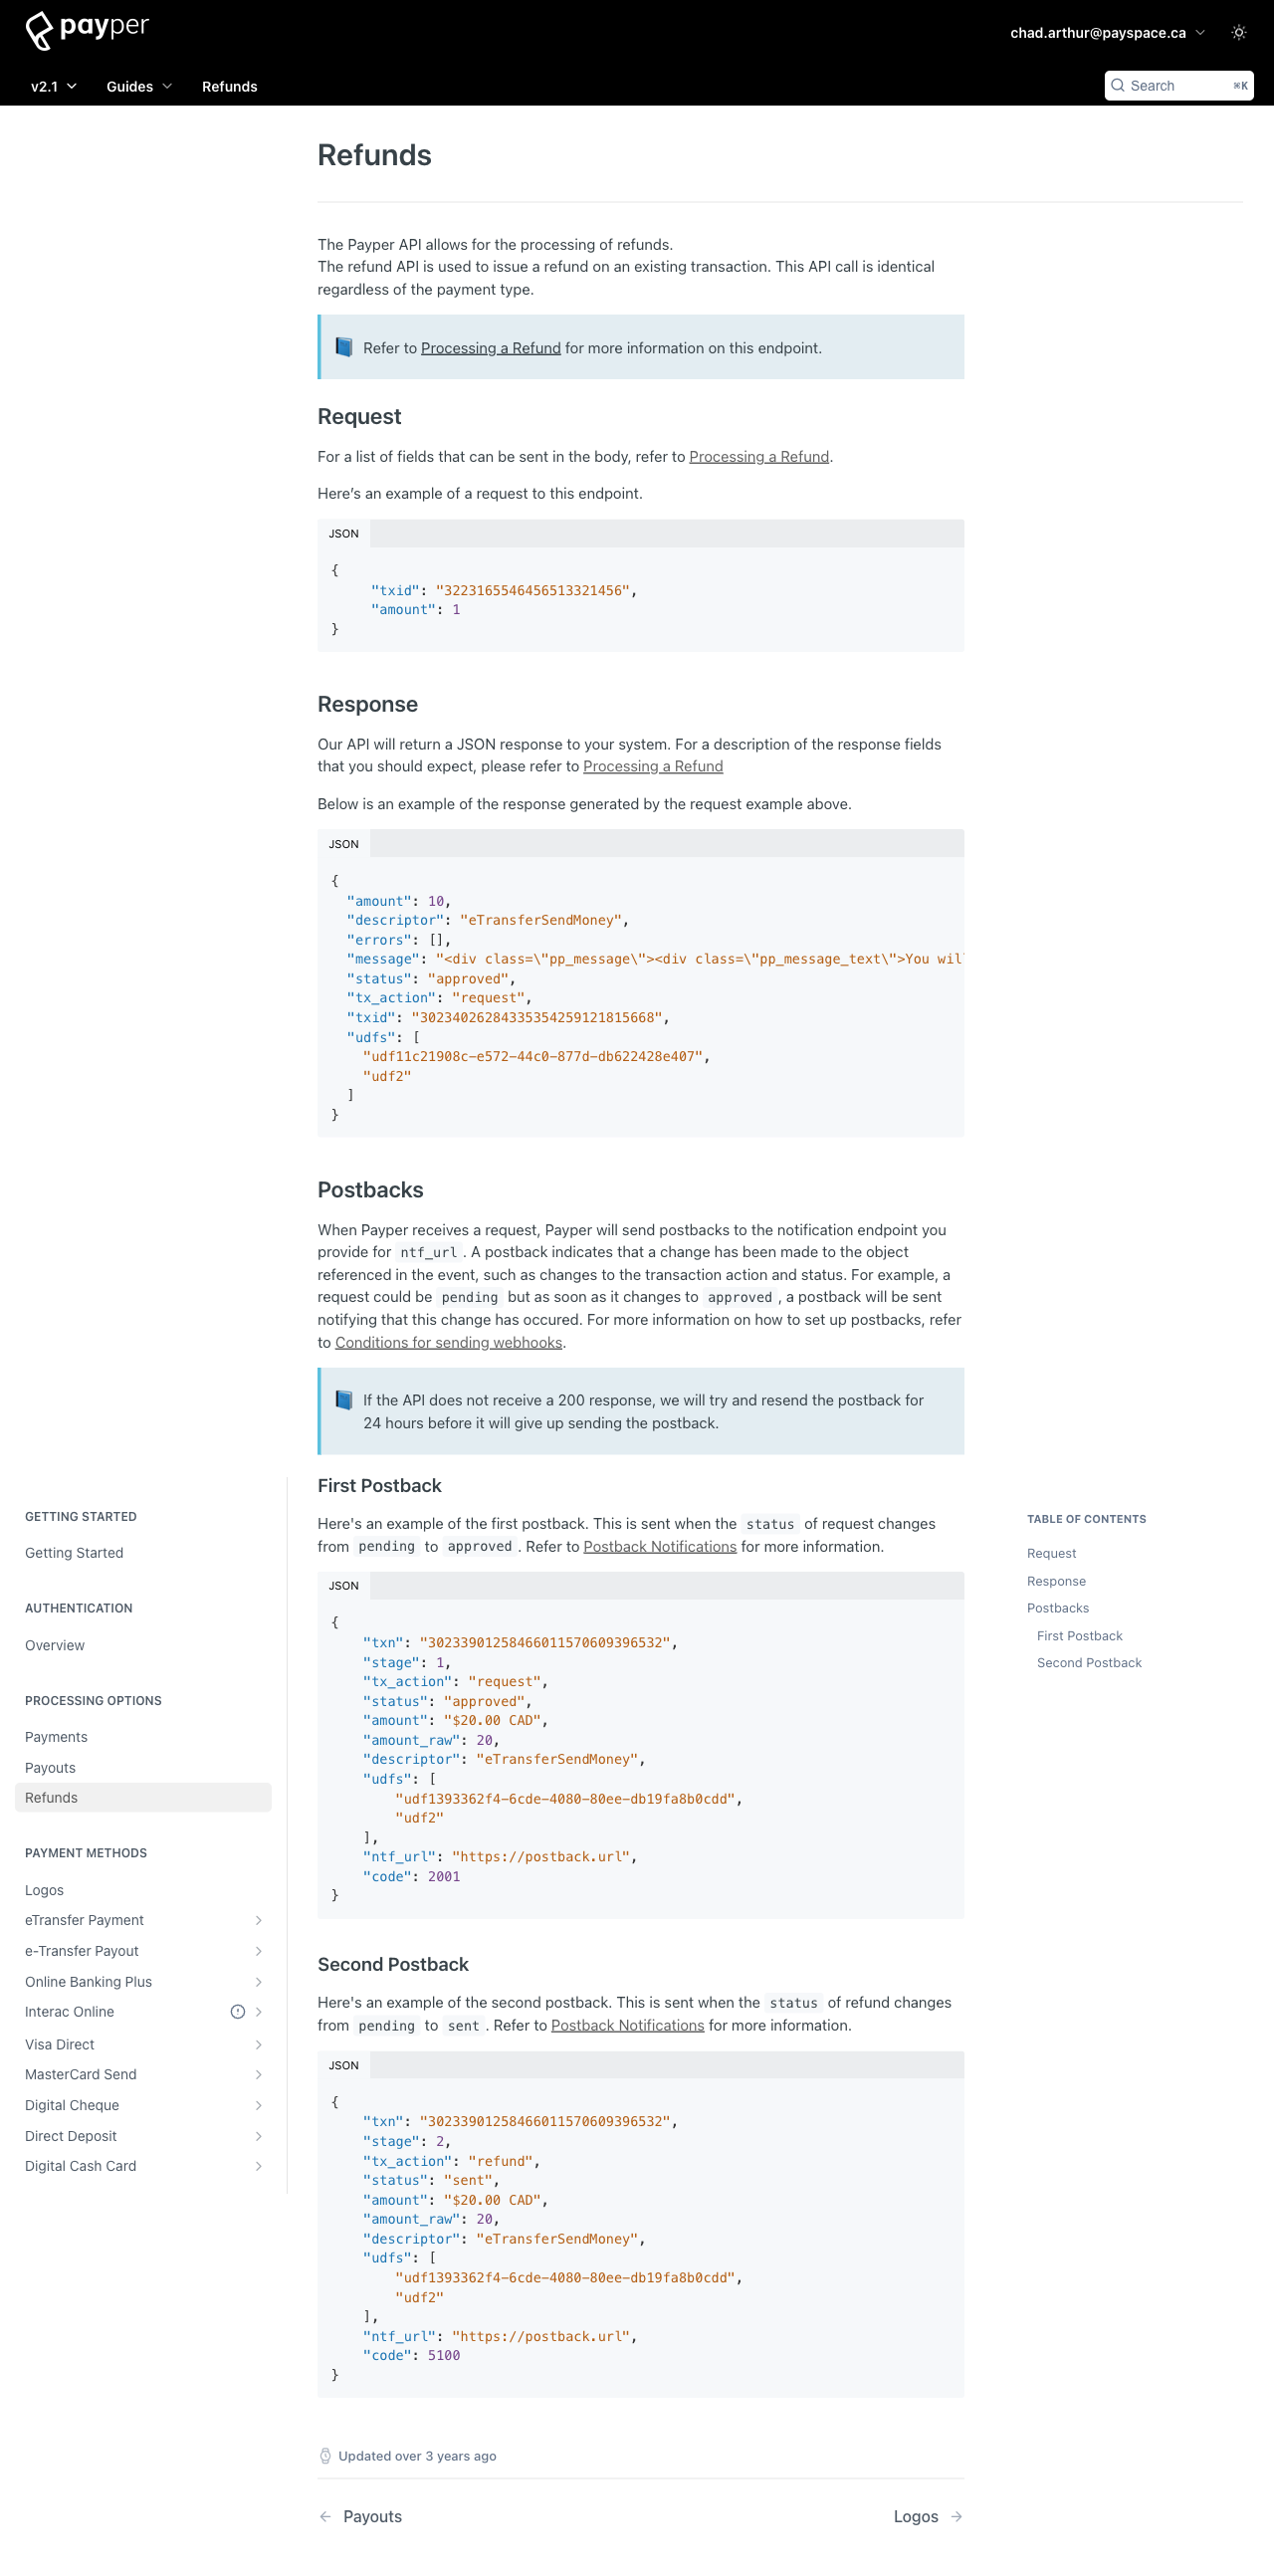 payper
chad.arthur@payspace.ca
v2.1 Guides Refunds
Search ⌘K
Refunds
The Payper API allows for the processing of refunds.
The refund API is used to issue a refund on an existing transaction. This API call is identical
regardless of the payment type.
Refer to Processing a Refund for more information on this endpoint.
Request
For a list of fields that can be sent in the body, refer to Processing a Refund.
Here’s an example of a request to this endpoint.
JSON
{
"txid": "3223165546456513321456",
"amount": 1
}
Response
Our API will return a JSON response to your system. For a description of the response fields
that you should expect, please refer to Processing a Refund
Below is an example of the response generated by the request example above.
JSON
{
"amount": 10,
"descriptor": "eTransferSendMoney",
"errors": [],
"message": "<div class=\"pp_message\"><div class=\"pp_message_text\">You wil
"status": "approved",
"tx_action": "request",
"txid": "30234026284335354259121815668",
"udfs": [
"udf11c21908c-e572-44c0-877d-db622428e407",
"udf2"
]
}
Postbacks
When Payper receives a request, Payper will send postbacks to the notification endpoint you
provide for ntf_url . A postback indicates that a change has been made to the object
referenced in the event, such as changes to the transaction action and status. For example, a
request could be pending but as soon as it changes to approved , a postback will be sent
notifying that this change has occured. For more information on how to set up postbacks, refer
to Conditions for sending webhooks.
If the API does not receive a 200 response, we will try and resend the postback for
24 hours before it will give up sending the postback.
First Postback
Here's an example of the first postback. This is sent when the status of request changes
from pending to approved . Refer to Postback Notifications for more information.
JSON
{
"txn": "30233901258466011570609396532",
"stage": 1,
"tx_action": "request",
"status": "approved",
"amount": "$20.00 CAD",
"amount_raw": 20,
"descriptor": "eTransferSendMoney",
"udfs": [
"udf1393362f4-6cde-4080-80ee-db19fa8b0cdd",
"udf2"
],
"ntf_url": "https://postback.url",
"code": 2001
}
Second Postback
Here's an example of the second postback. This is sent when the status of refund changes
from pending to sent . Refer to Postback Notifications for more information.
JSON
{
"txn": "30233901258466011570609396532",
"stage": 2,
"tx_action": "refund",
"status": "sent",
"amount": "$20.00 CAD",
"amount_raw": 20,
"descriptor": "eTransferSendMoney",
"udfs": [
"udf1393362f4-6cde-4080-80ee-db19fa8b0cdd",
"udf2"
],
"ntf_url": "https://postback.url",
"code": 5100
}
Updated over 3 years ago
← Payouts
Logos →
GETTING STARTED
Getting Started
AUTHENTICATION
Overview
PROCESSING OPTIONS
Payments
Payouts
Refunds
PAYMENT METHODS
Logos
eTransfer Payment
e-Transfer Payout
Online Banking Plus
Interac Online
Visa Direct
MasterCard Send
Digital Cheque
Direct Deposit
Digital Cash Card
TABLE OF CONTENTS
Request
Response
Postbacks
First Postback
Second Postback